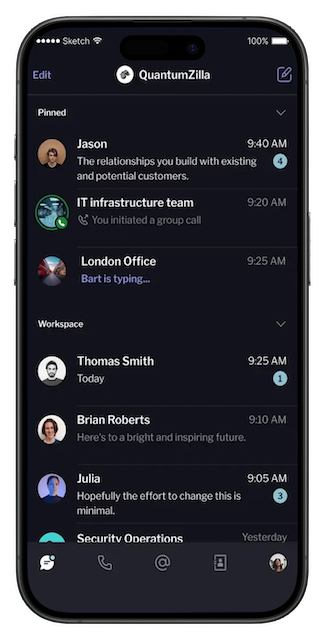 Sketch
100%
Edit
QuantumZilla
Pinned
Jason
9:40 AM
The relationships you build with existing
and potential customers.
4
IT infrastructure team
9:20 AM
You initiated a group call
London Office
9:25 AM
Bart is typing...
Workspace
Thomas Smith
9:25 AM
Today
1
Brian Roberts
9:10 AM
Here's to a bright and inspiring future.
Julia
9:05 AM
Hopefully the effort to change this is
minimal.
3
Security Operations
Yesterday